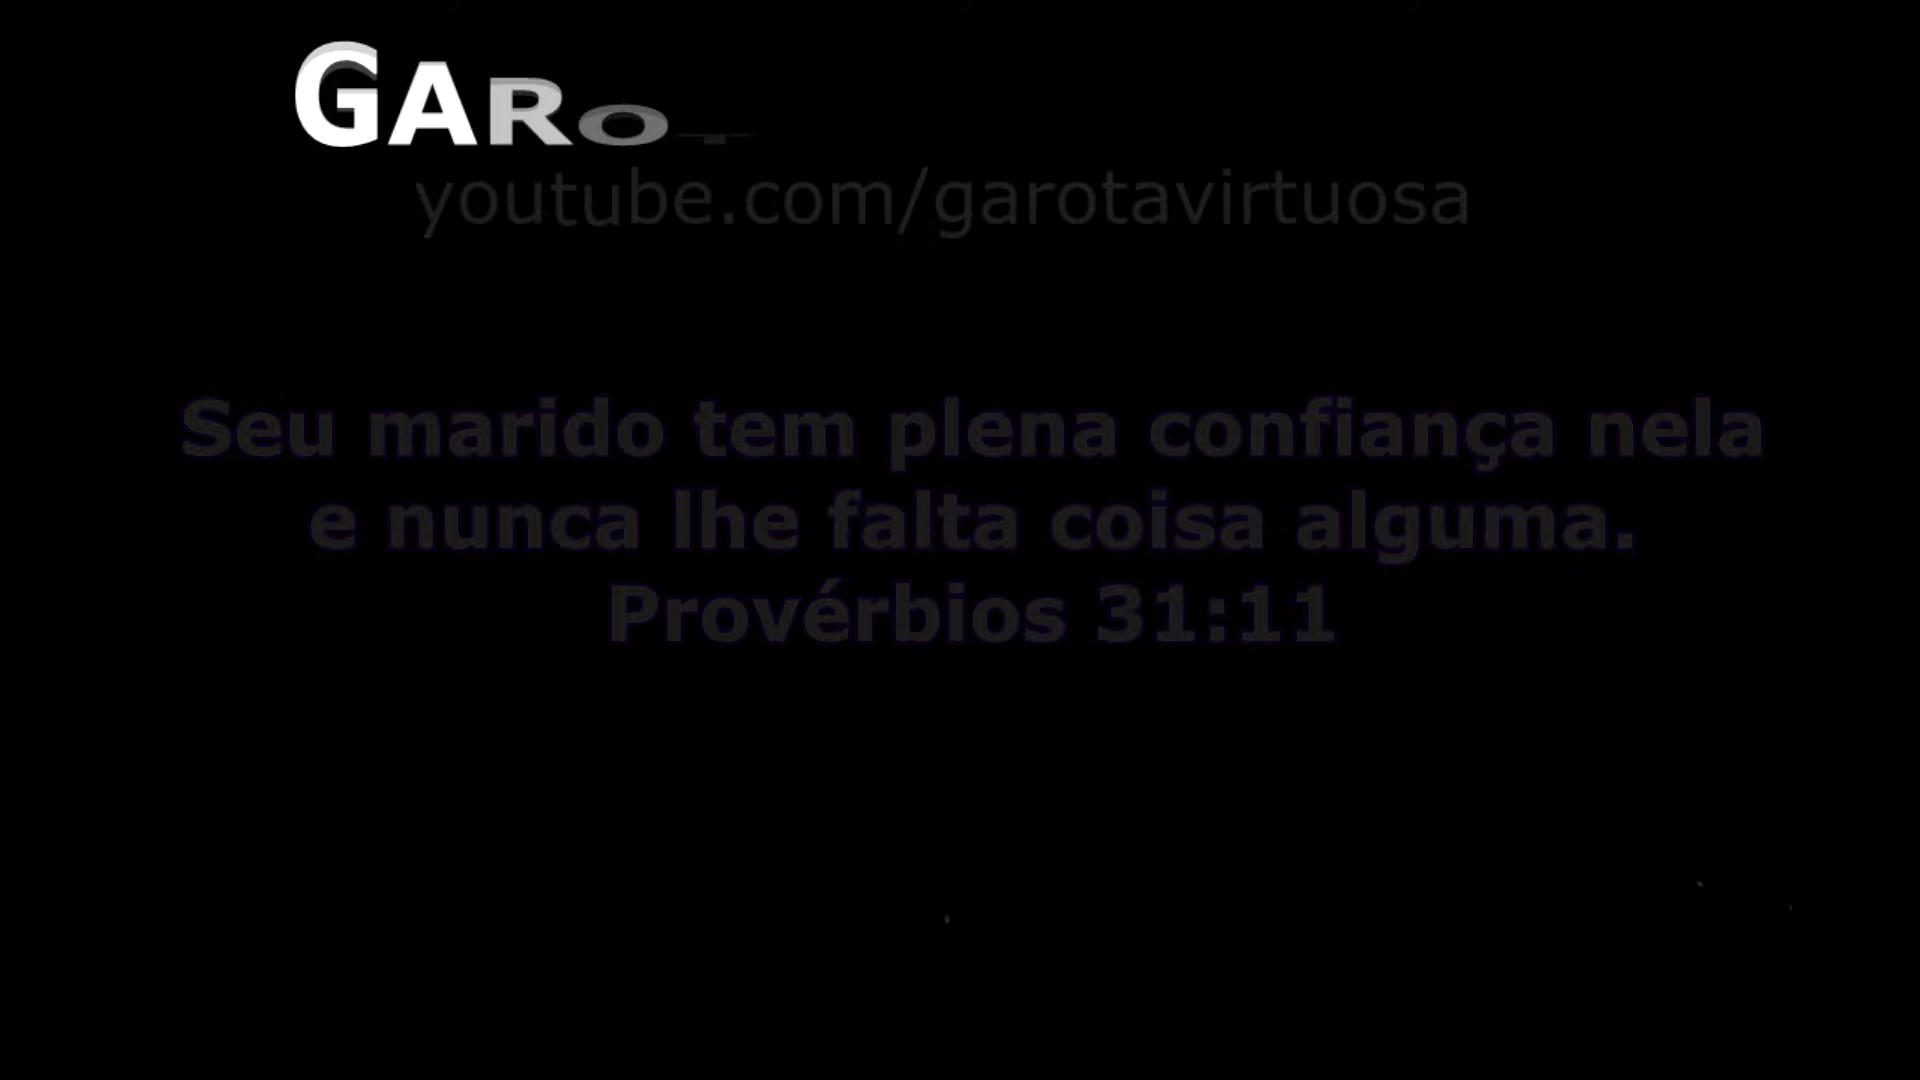 GARO
youtube.com/garotavirtuosa
Seu marido tem plena confiança nela
e nunca lhe falta coisa alguma.
Provérbios 31:11